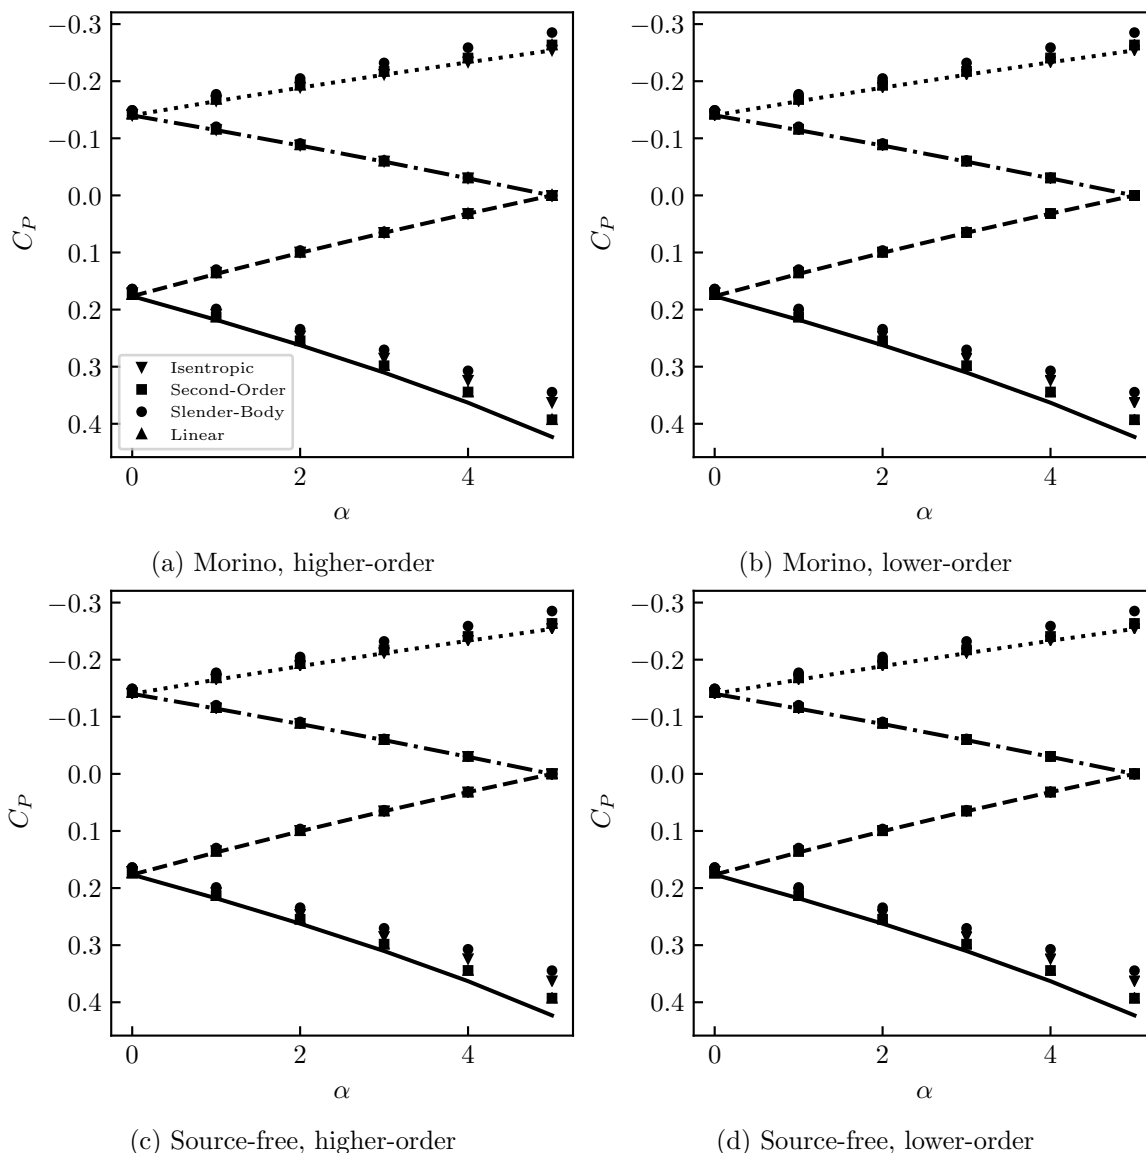 −0.3
−0.2
−0.1
0.0
0.1
0.2
0.3
0.4
C_P
Isentropic
Second-Order
Slender-Body
Linear
0 2 4
α
(a) Morino, higher-order
−0.3
−0.2
−0.1
0.0
0.1
0.2
0.3
0.4
C_P
0 2 4
α
(b) Morino, lower-order
−0.3
−0.2
−0.1
0.0
0.1
0.2
0.3
0.4
C_P
0 2 4
α
(c) Source-free, higher-order
−0.3
−0.2
−0.1
0.0
0.1
0.2
0.3
0.4
C_P
0 2 4
α
(d) Source-free, lower-order